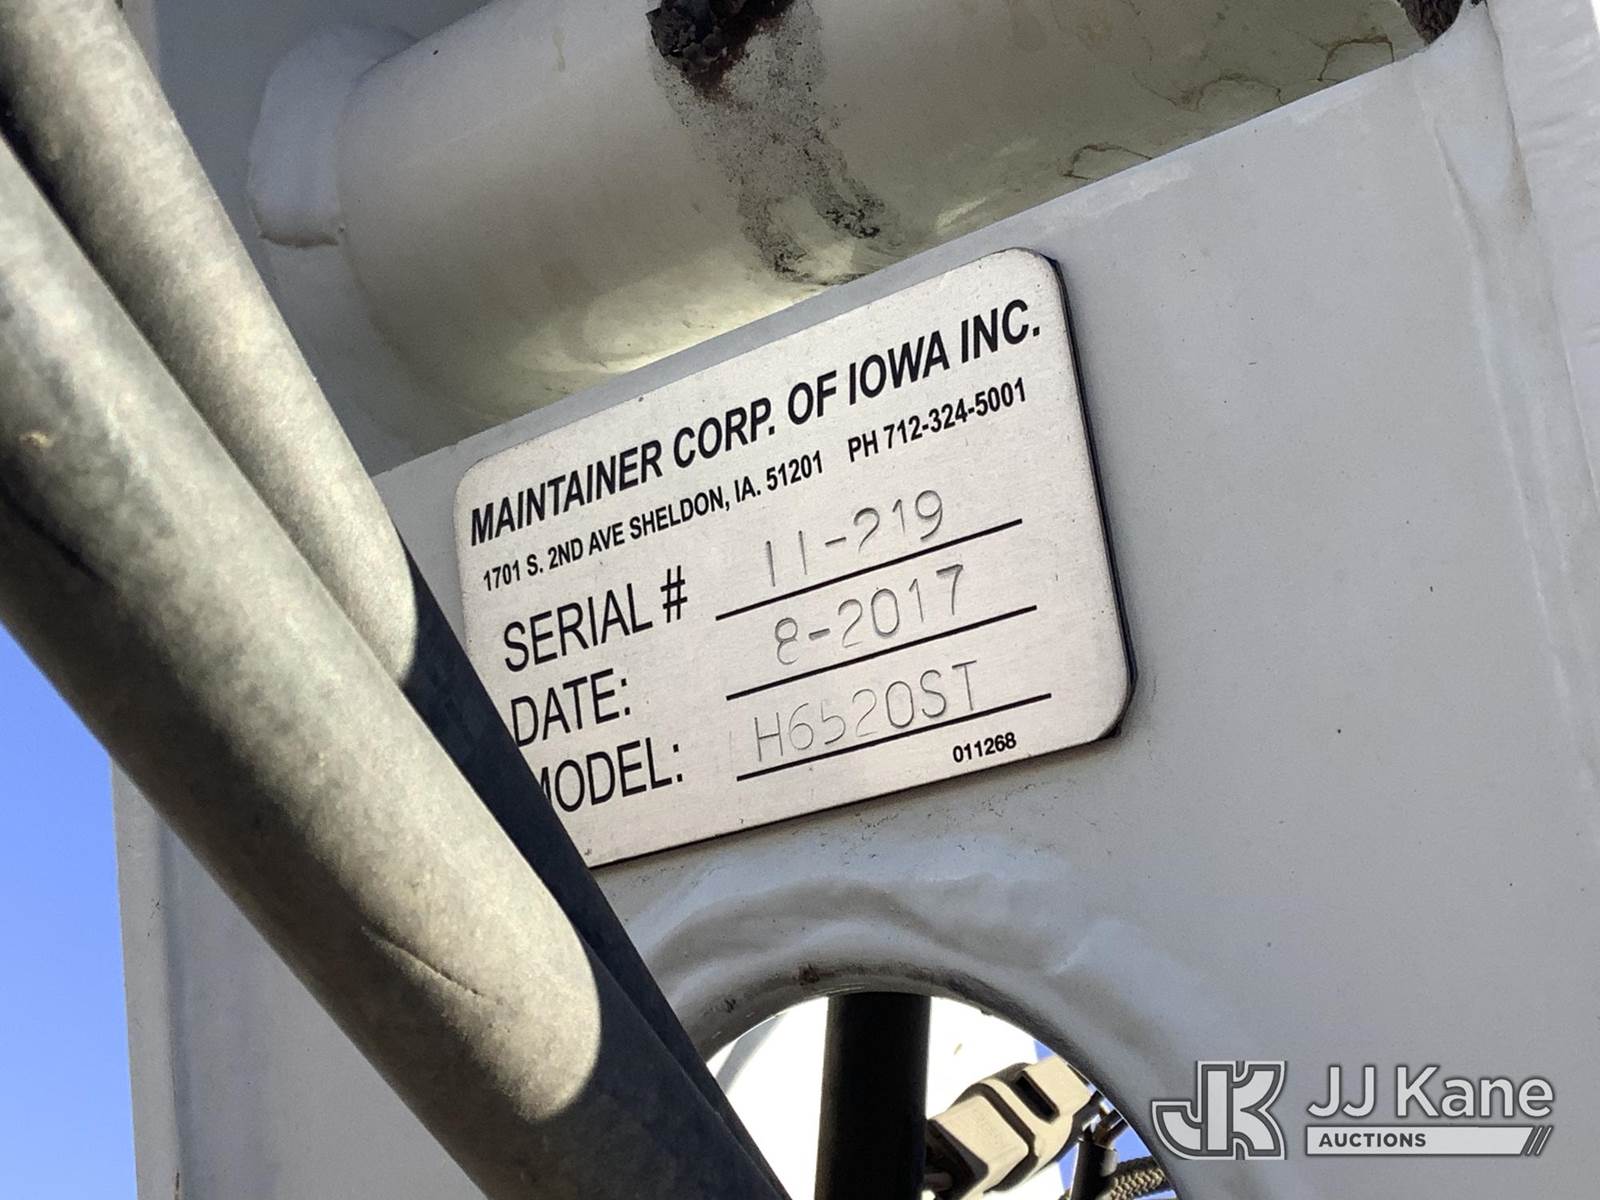 MAINTAINER CORP. OF IOWA INC.
1701 S. 2ND AVE SHELDON, IA. 51201 PH 712-324-5001
SERIAL # 11-219
DATE: 8-2017
MODEL: H6520ST
011268
JK JJ Kane
AUCTIONS